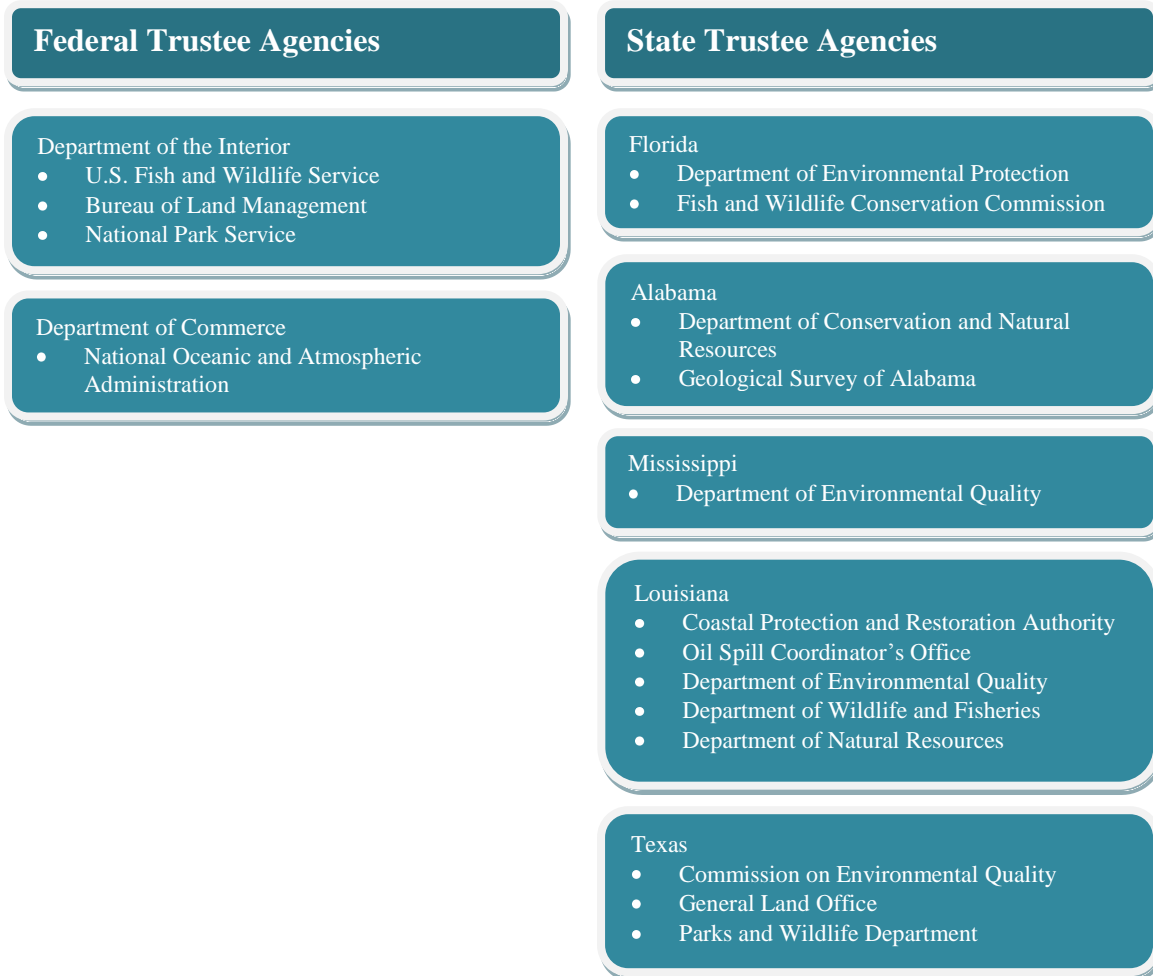 Federal Trustee Agencies
Department of the Interior
• U.S. Fish and Wildlife Service
• Bureau of Land Management
• National Park Service
Department of Commerce
• National Oceanic and Atmospheric
Administration
State Trustee Agencies
Florida
• Department of Environmental Protection
• Fish and Wildlife Conservation Commission
Alabama
• Department of Conservation and Natural
Resources
• Geological Survey of Alabama
Mississippi
• Department of Environmental Quality
Louisiana
• Coastal Protection and Restoration Authority
• Oil Spill Coordinator’s Office
• Department of Environmental Quality
• Department of Wildlife and Fisheries
• Department of Natural Resources
Texas
• Commission on Environmental Quality
• General Land Office
• Parks and Wildlife Department